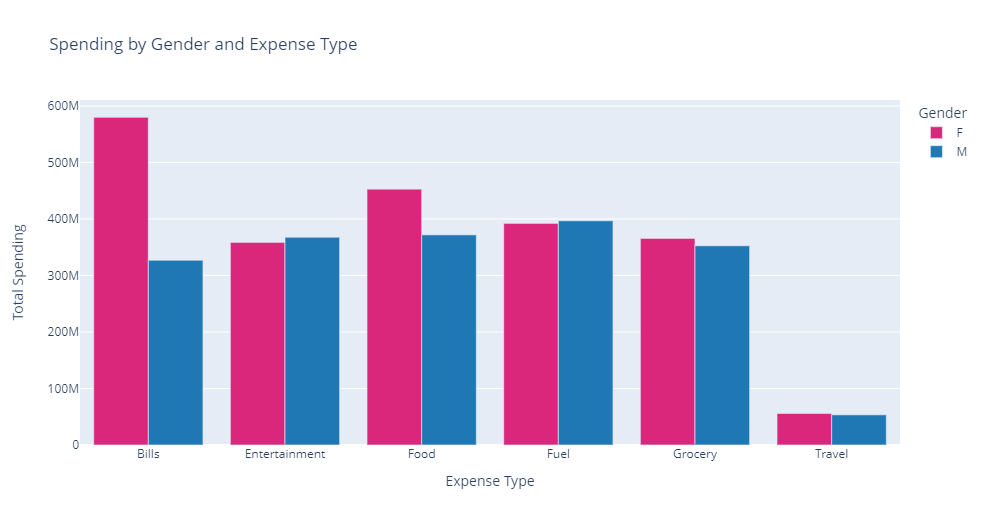 Spending by Gender and Expense Type
Gender
F
M
Total Spending
600M
500M
400M
300M
200M
100M
0
Bills
Entertainment
Food
Fuel
Grocery
Travel
Expense Type